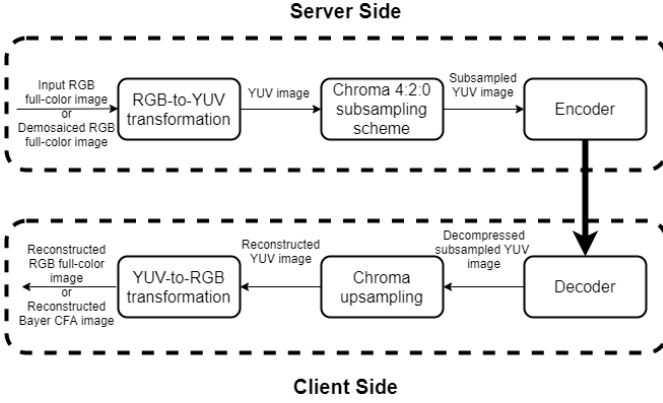 Server Side
Input RGB
full-color image
or
Demosaiced RGB
full-color image
RGB-to-YUV
transformation
YUV image
Chroma 4:2:0
subsampling
scheme
Subsampled
YUV image
Encoder
Reconstructed
RGB full-color
image
or
Reconstructed
Bayer CFA image
YUV-to-RGB
transformation
Reconstructed
YUV image
Chroma
upsampling
Decompressed
subsampled YUV
image
Decoder
Client Side